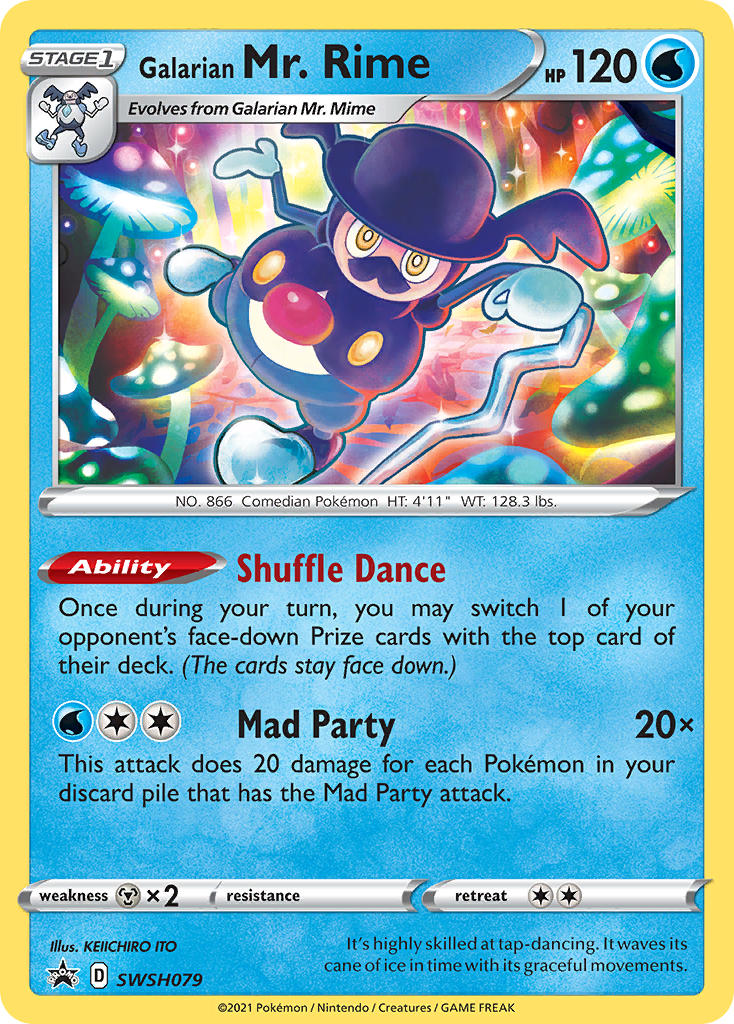 STAGE 1
Galarian Mr. Rime
HP 120
Evolves from Galarian Mr. Mime
NO. 866 Comedian Pokémon HT: 4'11" WT: 128.3 lbs.
Ability Shuffle Dance
Once during your turn, you may switch 1 of your
opponent's face-down Prize cards with the top card of
their deck. (The cards stay face down.)
Mad Party 20×
This attack does 20 damage for each Pokémon in your
discard pile that has the Mad Party attack.
weakness ×2 resistance retreat
Illus. KEIICHIRO ITO
It's highly skilled at tap-dancing. It waves its
cane of ice in time with its graceful movements.
PROMO D SWSH079
©2021 Pokémon / Nintendo / Creatures / GAME FREAK